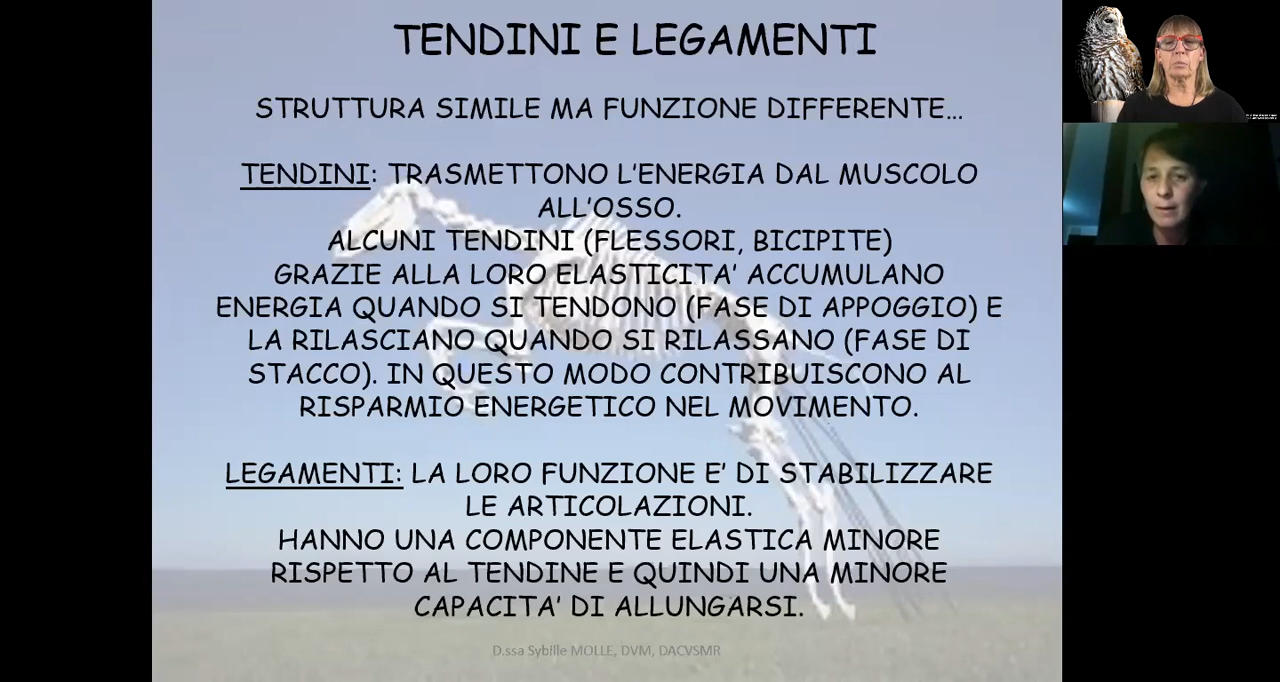 TENDINI E LEGAMENTI
STRUTTURA SIMILE MA FUNZIONE DIFFERENTE…
TENDINI: TRASMETTONO L'ENERGIA DAL MUSCOLO
ALL'OSSO.
ALCUNI TENDINI (FLESSORI, BICIPITE)
GRAZIE ALLA LORO ELASTICITA' ACCUMULANO
ENERGIA QUANDO SI TENDONO (FASE DI APPOGGIO) E
LA RILASCIANO QUANDO SI RILASSANO (FASE DI
STACCO). IN QUESTO MODO CONTRIBUISCONO AL
RISPARMIO ENERGETICO NEL MOVIMENTO.
LEGAMENTI: LA LORO FUNZIONE E' DI STABILIZZARE
LE ARTICOLAZIONI.
HANNO UNA COMPONENTE ELASTICA MINORE
RISPETTO AL TENDINE E QUINDI UNA MINORE
CAPACITA' DI ALLUNGARSI.
D.ssa Sybille MOLLE, DVM, DACVSMR